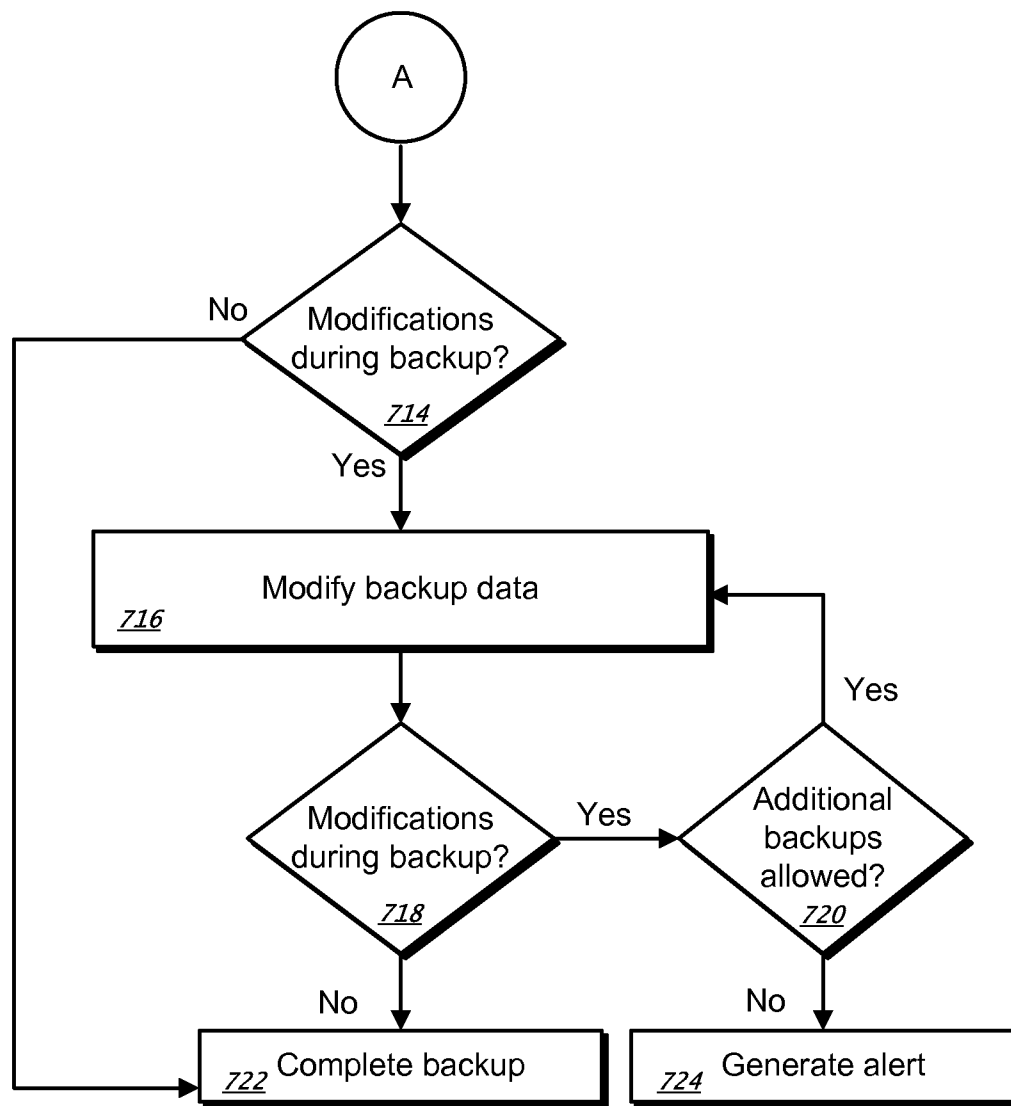 A
No
Modifications
during backup?
714
Yes
Modify backup data
716
Yes
Modifications
during backup?
718
Yes
Additional
backups
allowed?
720
No
No
Complete backup
722
Generate alert
724